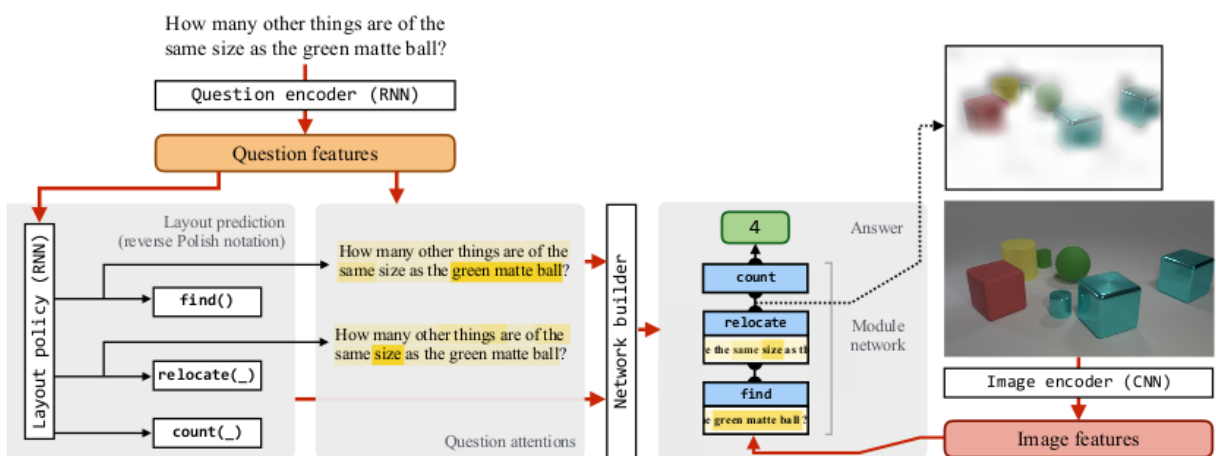 How many other things are of the
same size as the green matte ball?
Question encoder (RNN)
Question features
Layout policy (RNN)
Layout prediction
(reverse Polish notation)
find()
relocate(_)
count(_)
How many other things are of the
same size as the green matte ball?
How many other things are of the
same size as the green matte ball?
Question attentions
Network builder
4
Answer
count
relocate
e the same size as th
find
e green matte ball?
Module
network
Image encoder (CNN)
Image features